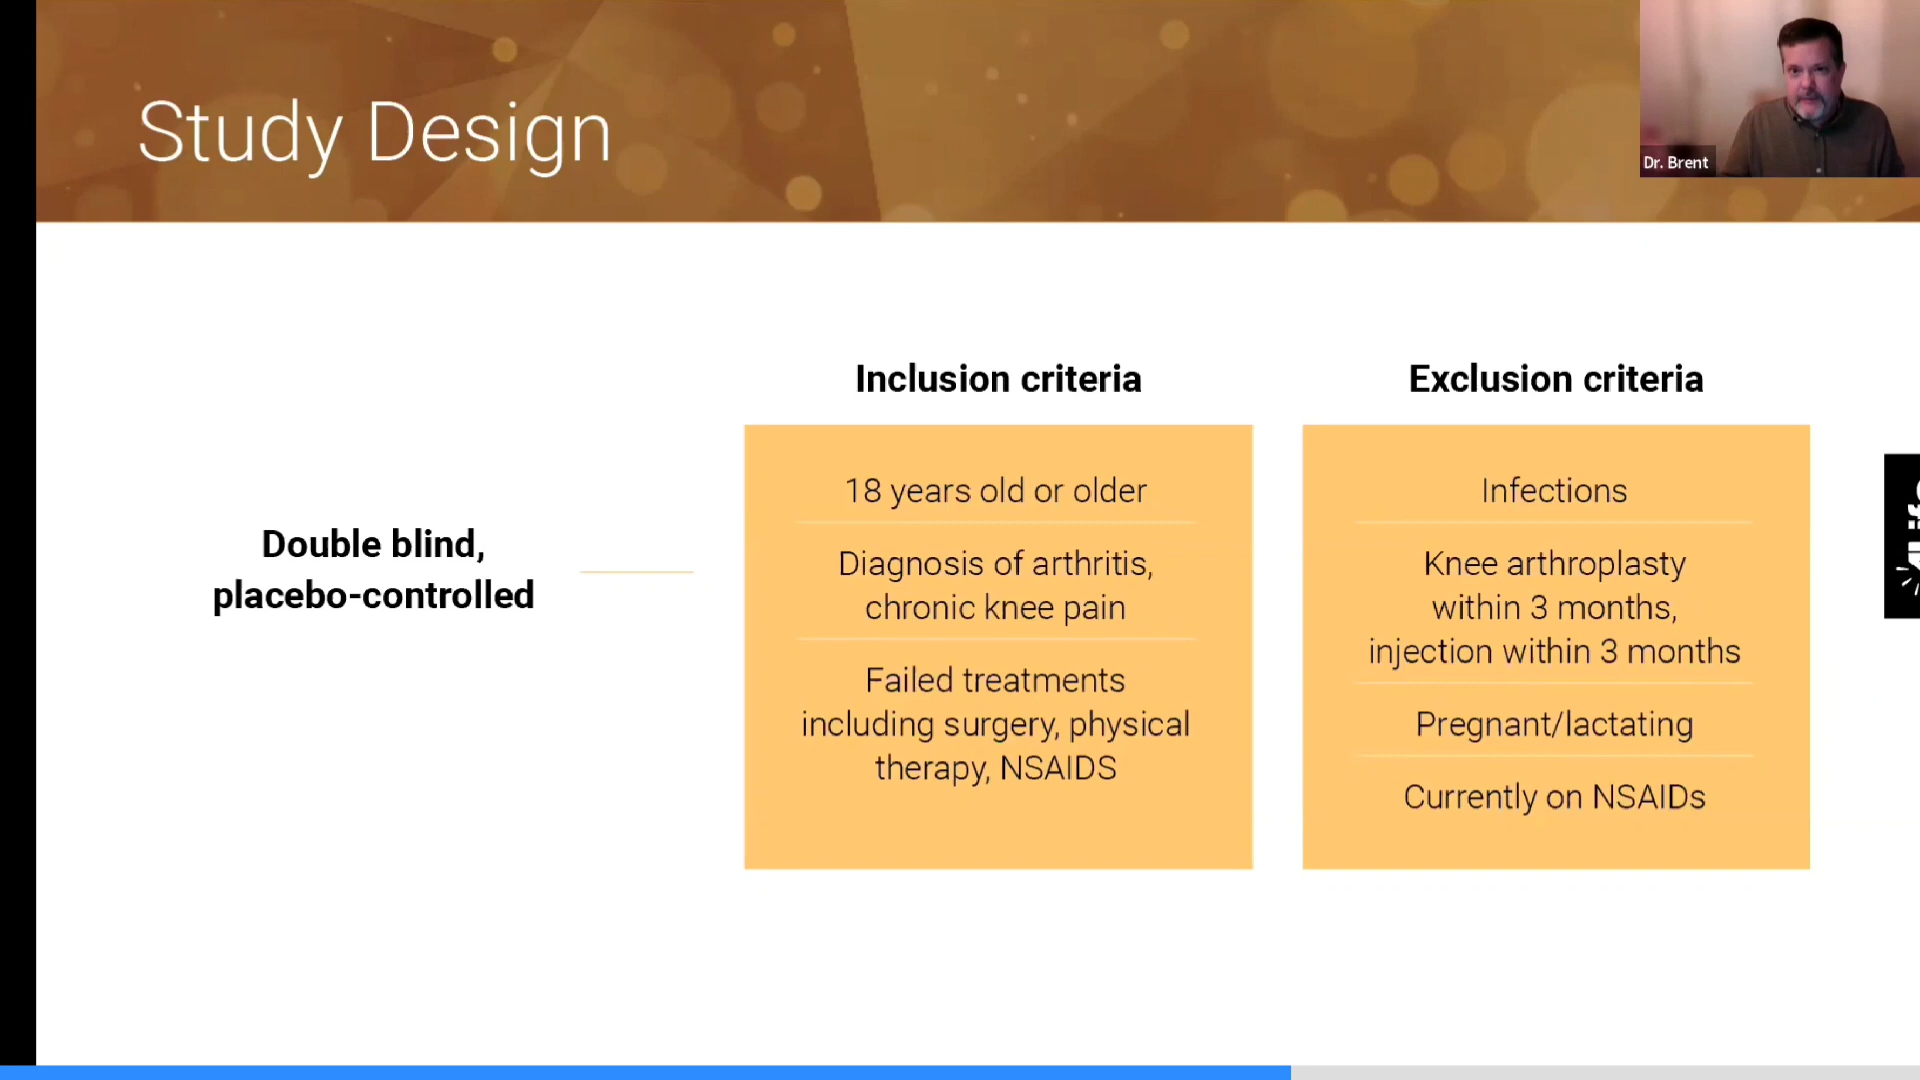 Study Design
Dr. Brent
Double blind,
placebo-controlled
Inclusion criteria
18 years old or older
Diagnosis of arthritis,
chronic knee pain
Failed treatments
including surgery, physical
therapy, NSAIDS
Exclusion criteria
Infections
Knee arthroplasty
within 3 months,
injection within 3 months
Pregnant/lactating
Currently on NSAIDs